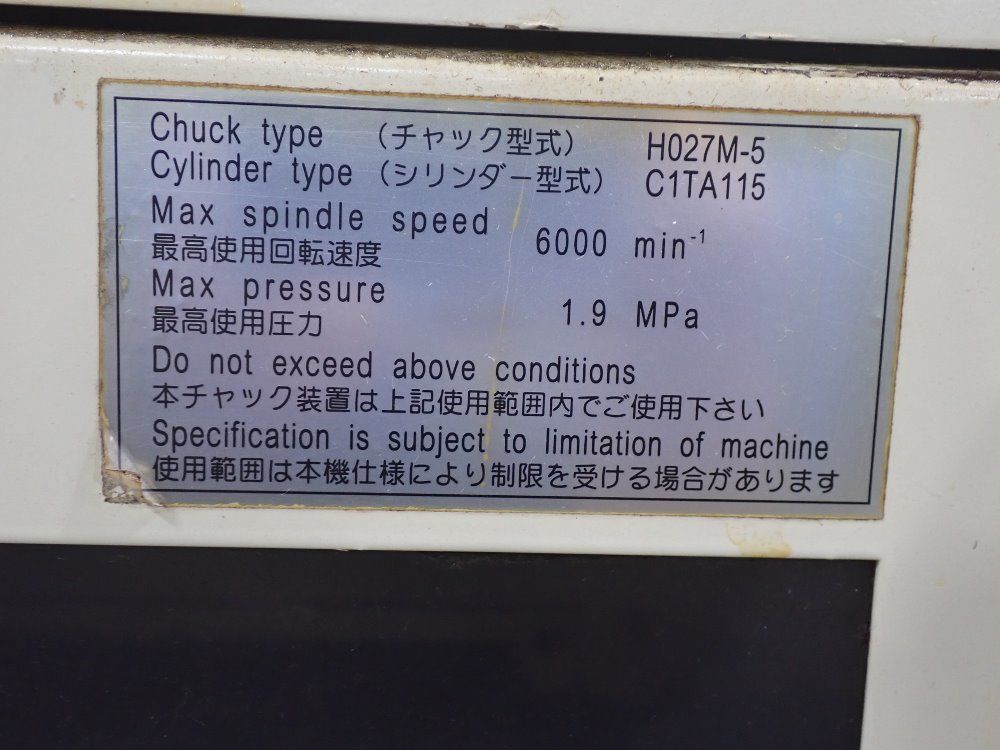 Chuck type （チャック型式） H027M-5
Cylinder type （シリンダー型式） C1TA115
Max spindle speed
最高使用回転速度 6000 min⁻¹
Max pressure
最高使用圧力 1.9 MPa
Do not exceed above conditions
本チャック装置は上記使用範囲内でご使用下さい
Specification is subject to limitation of machine
使用範囲は本機仕様により制限を受ける場合があります